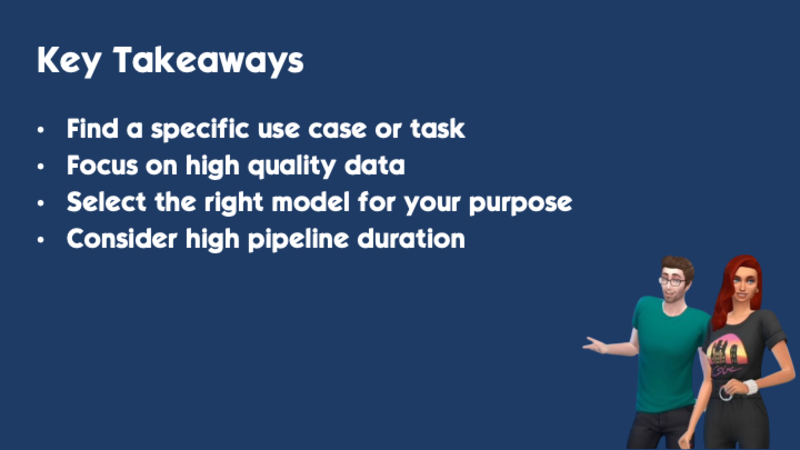 Key Takeaways
• Find a specific use case or task
• Focus on high quality data
• Select the right model for your purpose
• Consider high pipeline duration